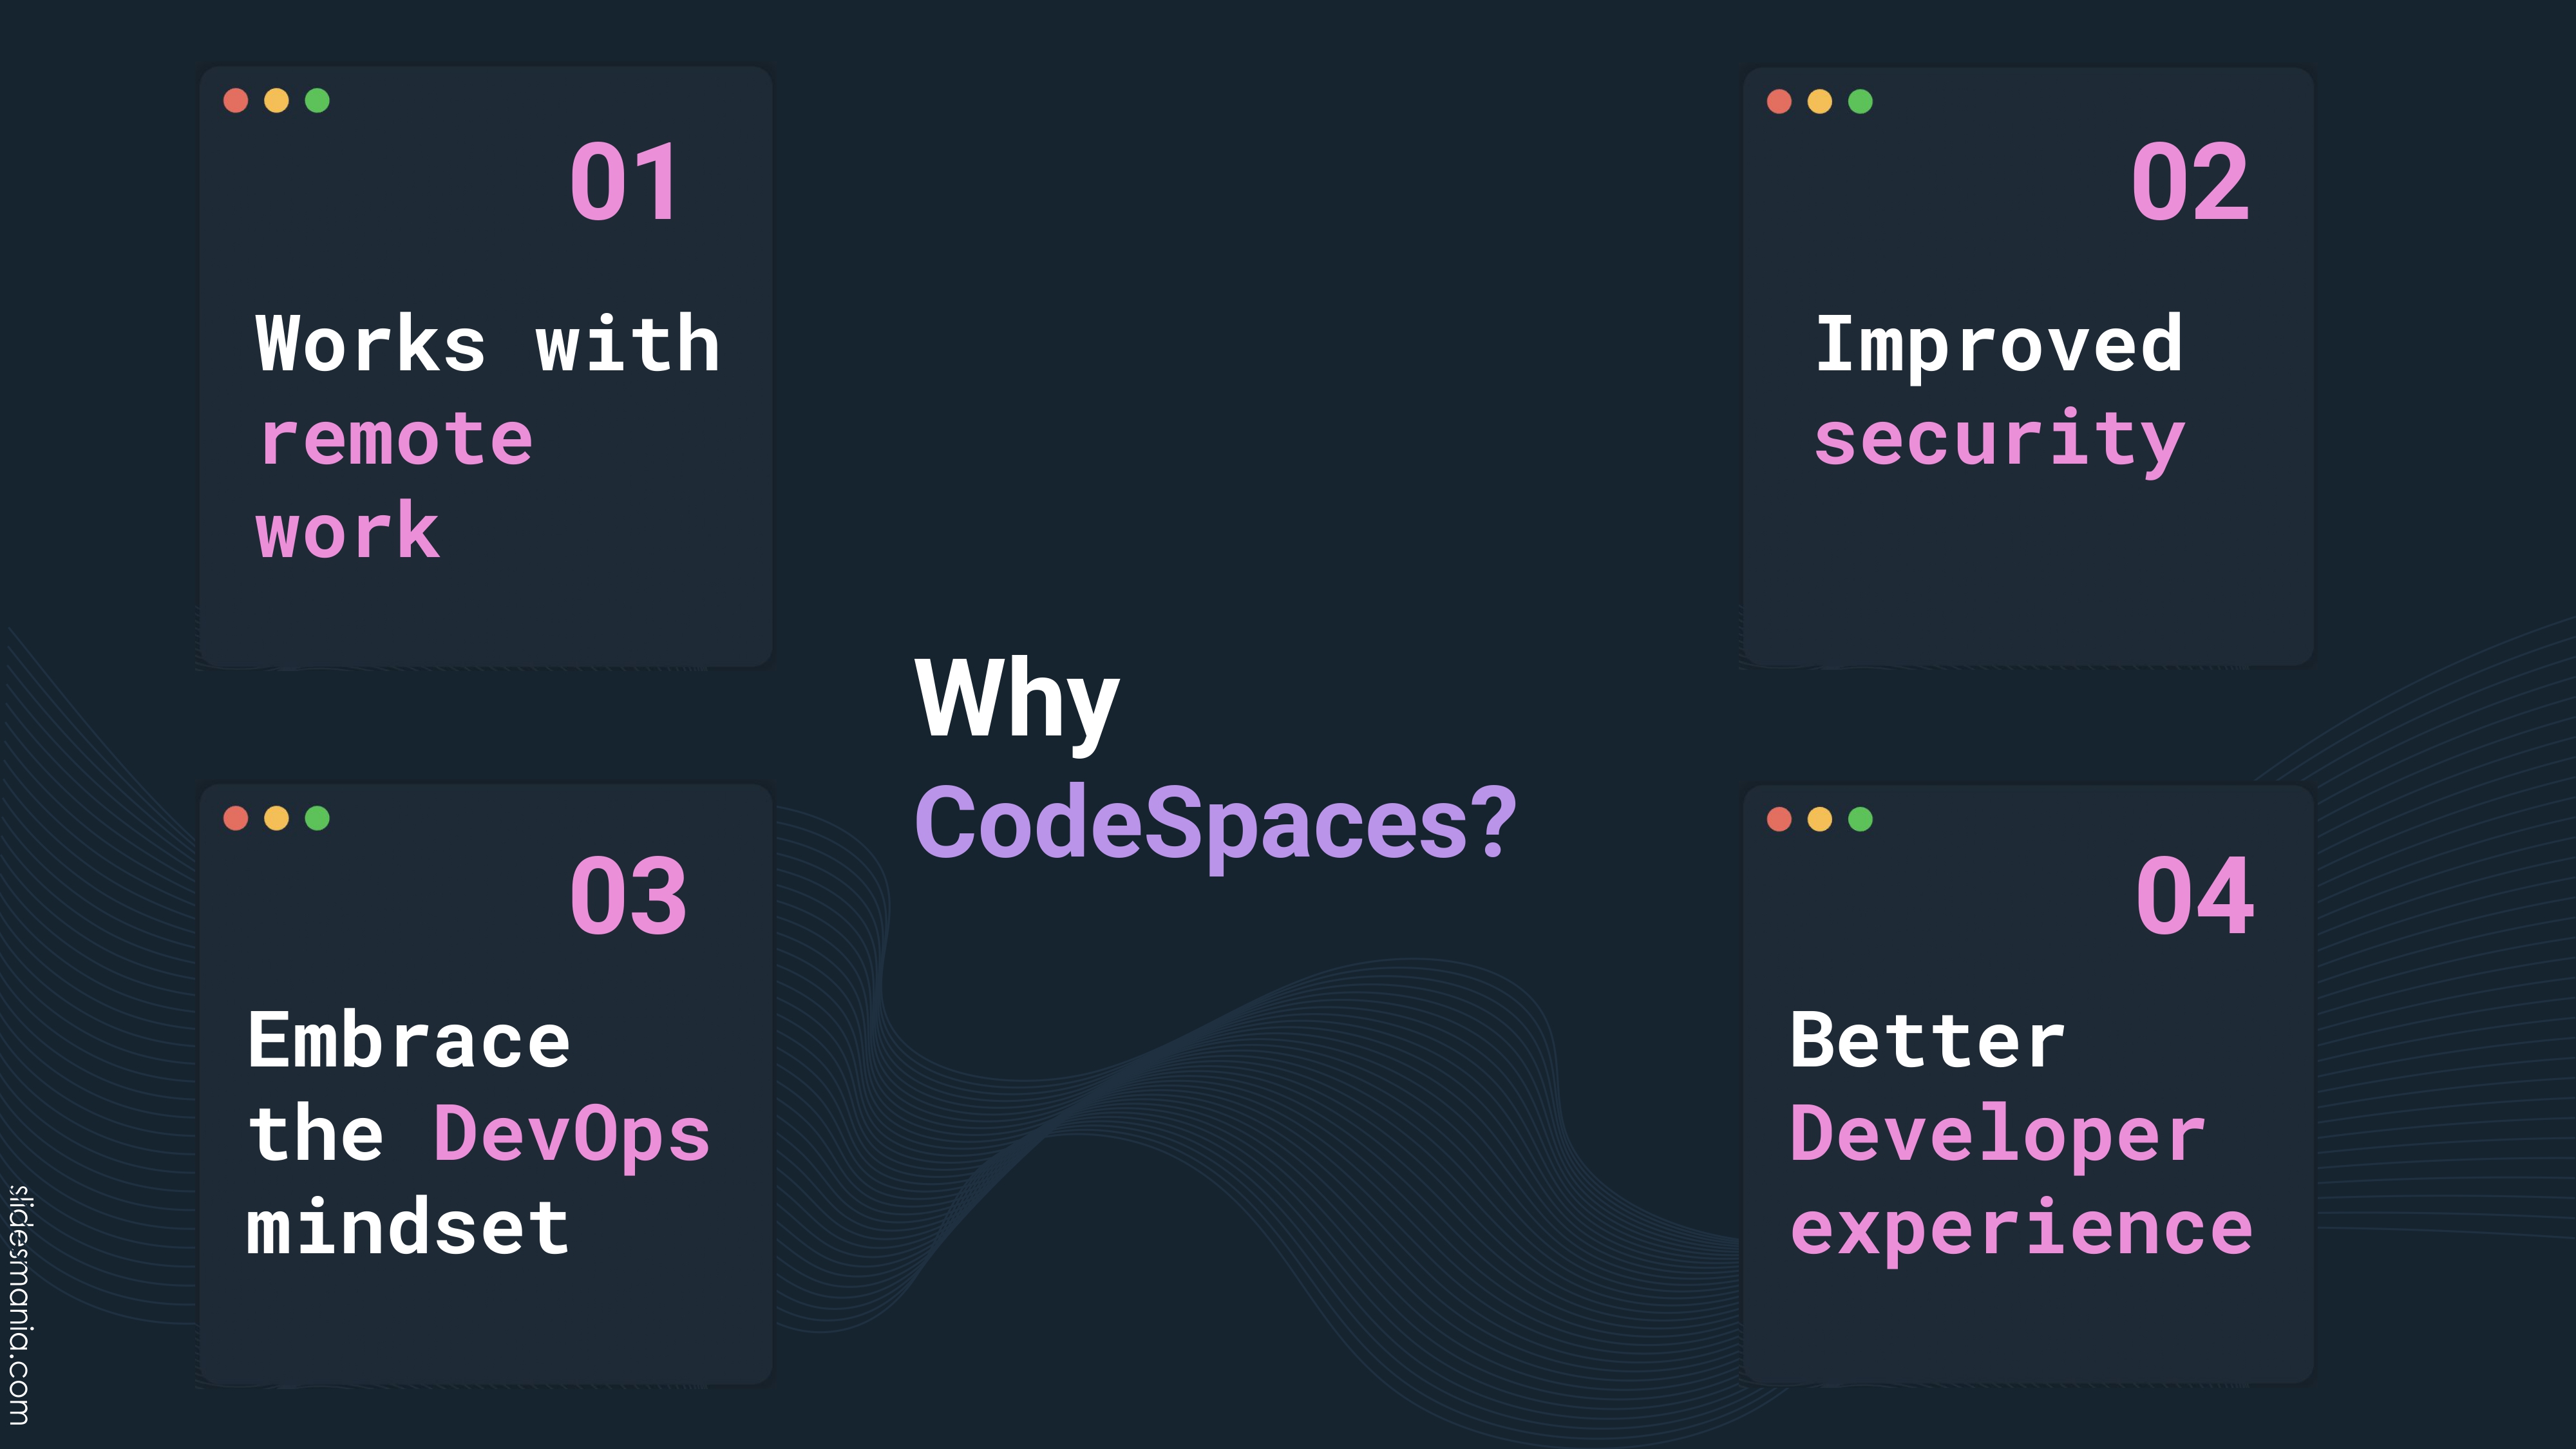 01
Works with
remote
work
02
Improved
security
Why
CodeSpaces?
03
Embrace
the DevOps
mindset
04
Better
Developer
experience
slidesmania.com